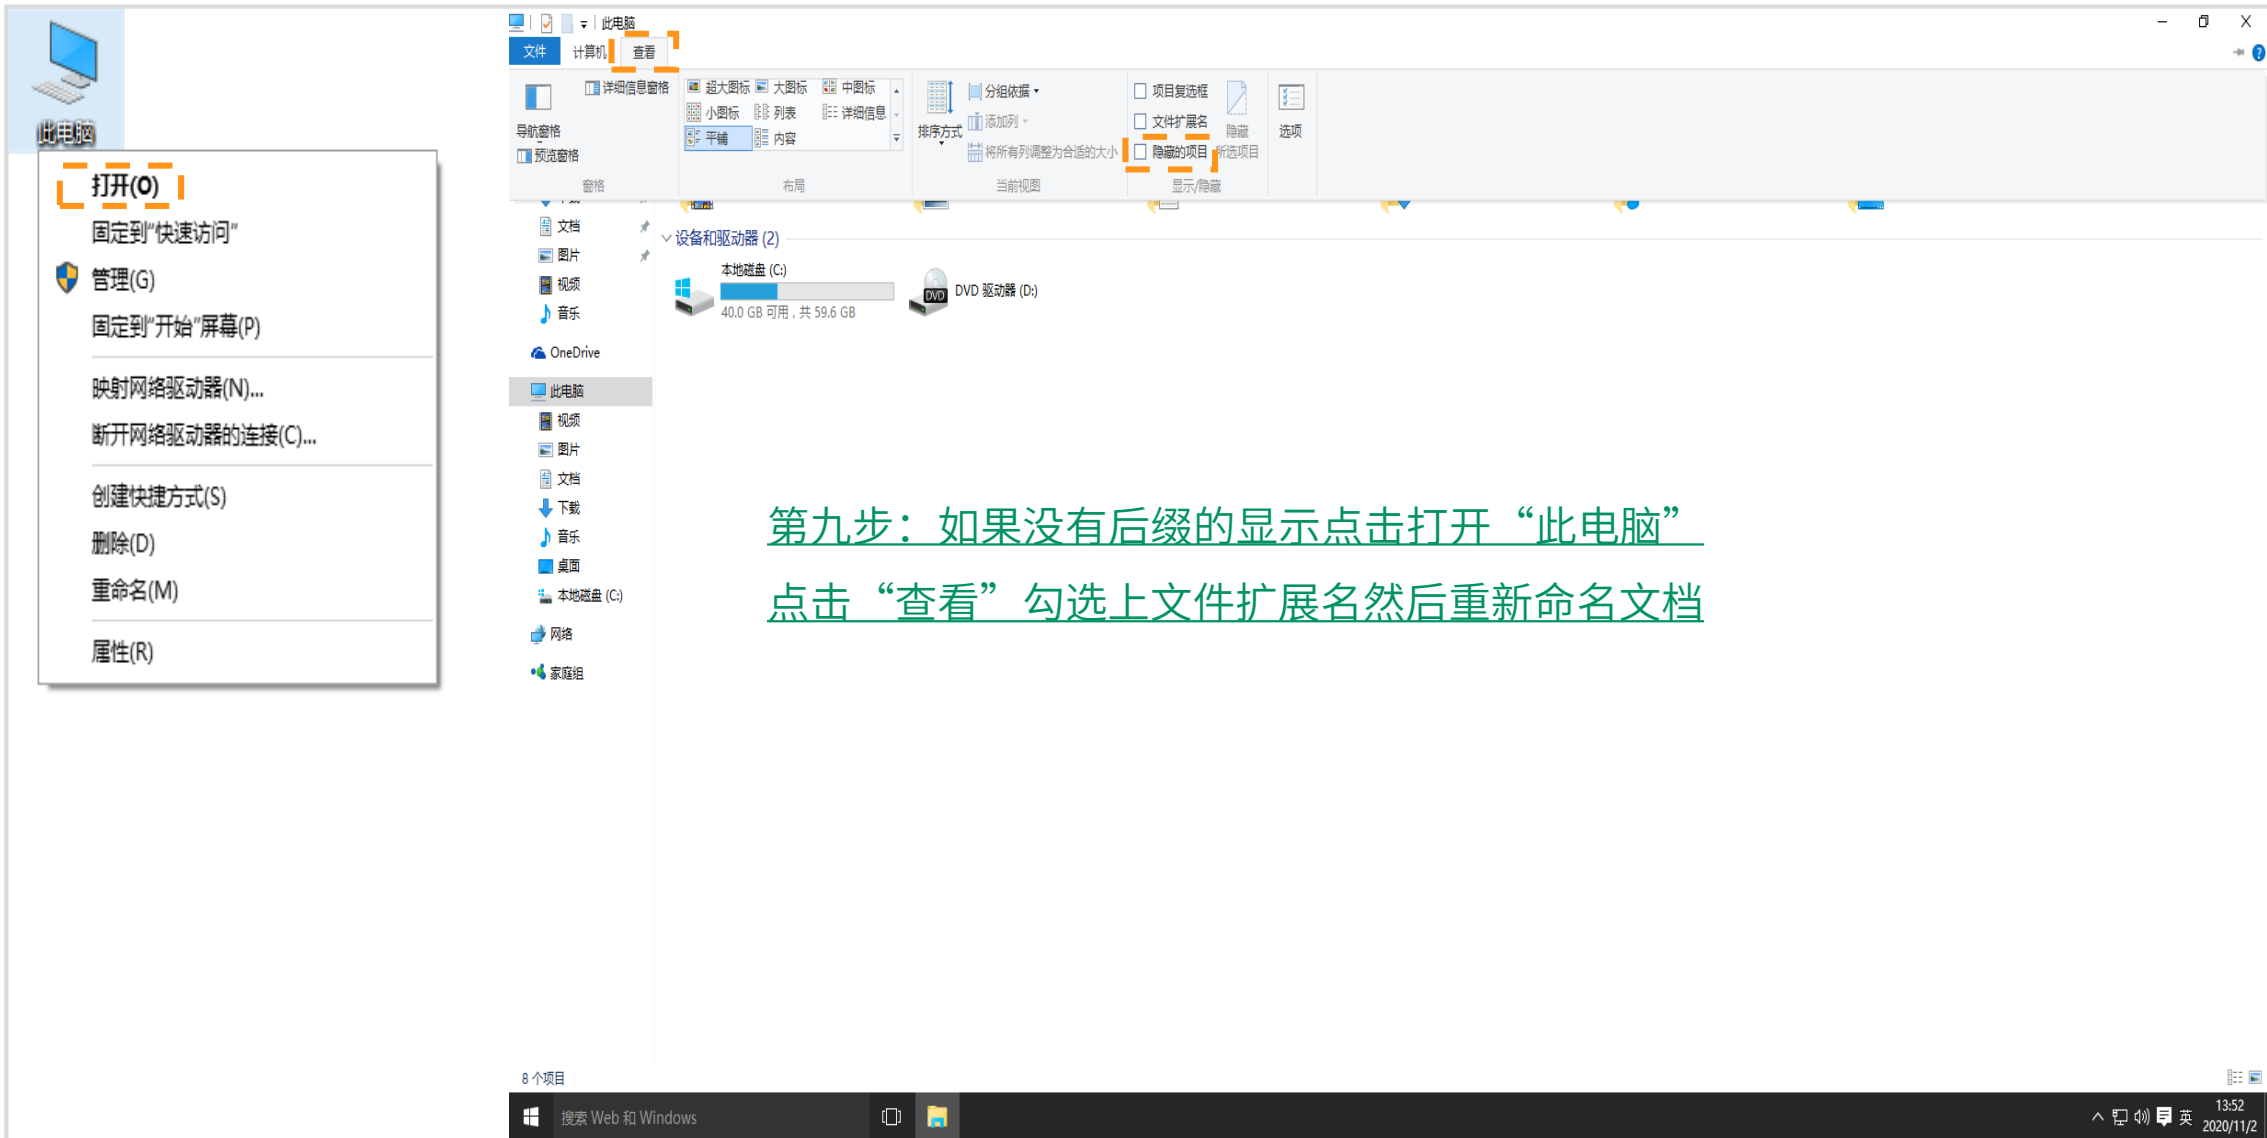 此电脑
打开(O)
固定到"快速访问"
管理(G)
固定到"开始"屏幕(P)
映射网络驱动器(N)...
断开网络驱动器的连接(C)...
创建快捷方式(S)
删除(D)
重命名(M)
属性(R)
此电脑
文件 计算机 查看
导航窗格
预览窗格
详细信息窗格
窗格
超大图标 大图标 中图标
小图标 列表 详细信息
平铺 内容
布局
排序方式
分组依据
添加列
将所有列调整为合适的大小
当前视图
项目复选框
文件扩展名
隐藏的项目
隐藏
所选项目
显示/隐藏
选项
文档
图片
视频
音乐
OneDrive
此电脑
视频
图片
文档
下载
音乐
桌面
本地磁盘 (C:)
网络
家庭组
设备和驱动器 (2)
本地磁盘 (C:)
40.0 GB 可用，共 59.6 GB
DVD
DVD 驱动器 (D:)
第九步：如果没有后缀的显示点击打开“此电脑”
点击“查看”勾选上文件扩展名然后重新命名文档
8 个项目
搜索 Web 和 Windows
英
13:52
2020/11/2